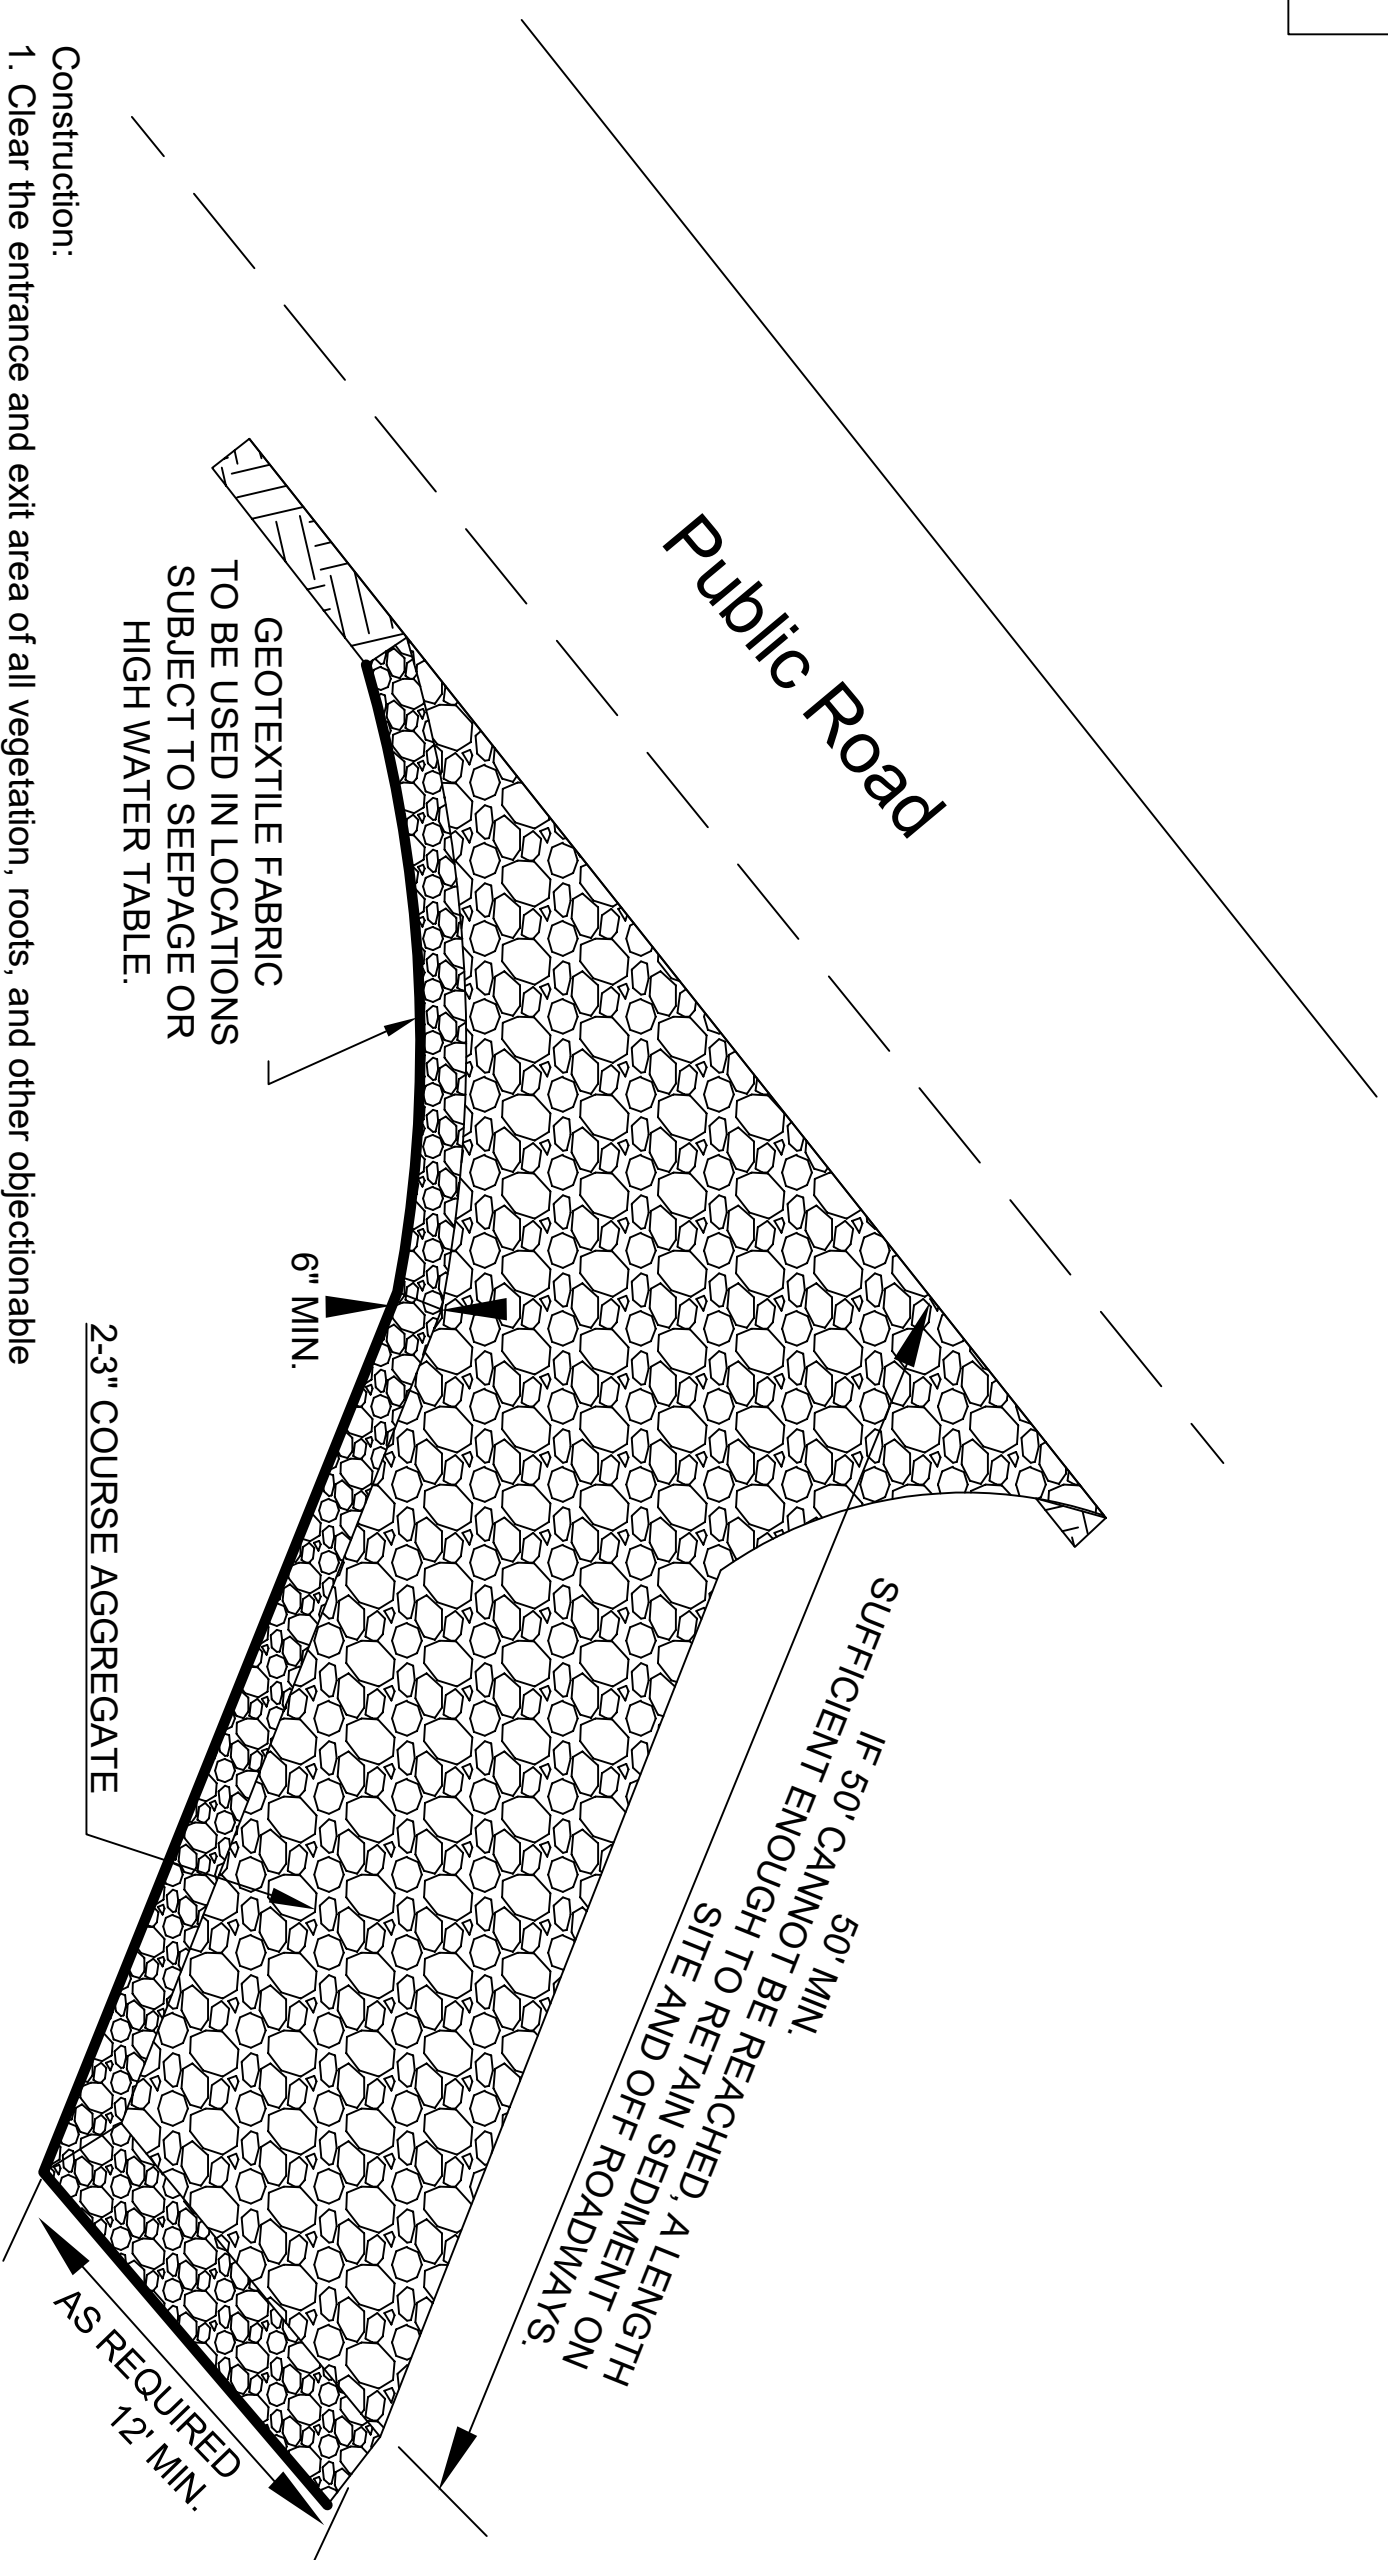 Public Road
50' MIN.
IF 50' CANNOT BE REACHED, A LENGTH
SUFFICIENT ENOUGH TO RETAIN SEDIMENT ON
SITE AND OFF ROADWAYS.
GEOTEXTILE FABRIC
TO BE USED IN LOCATIONS
SUBJECT TO SEEPAGE OR
HIGH WATER TABLE.
6" MIN.
2-3" COURSE AGGREGATE
AS REQUIRED
12' MIN.
Construction:
1. Clear the entrance and exit area of all vegetation, roots, and other objectionable